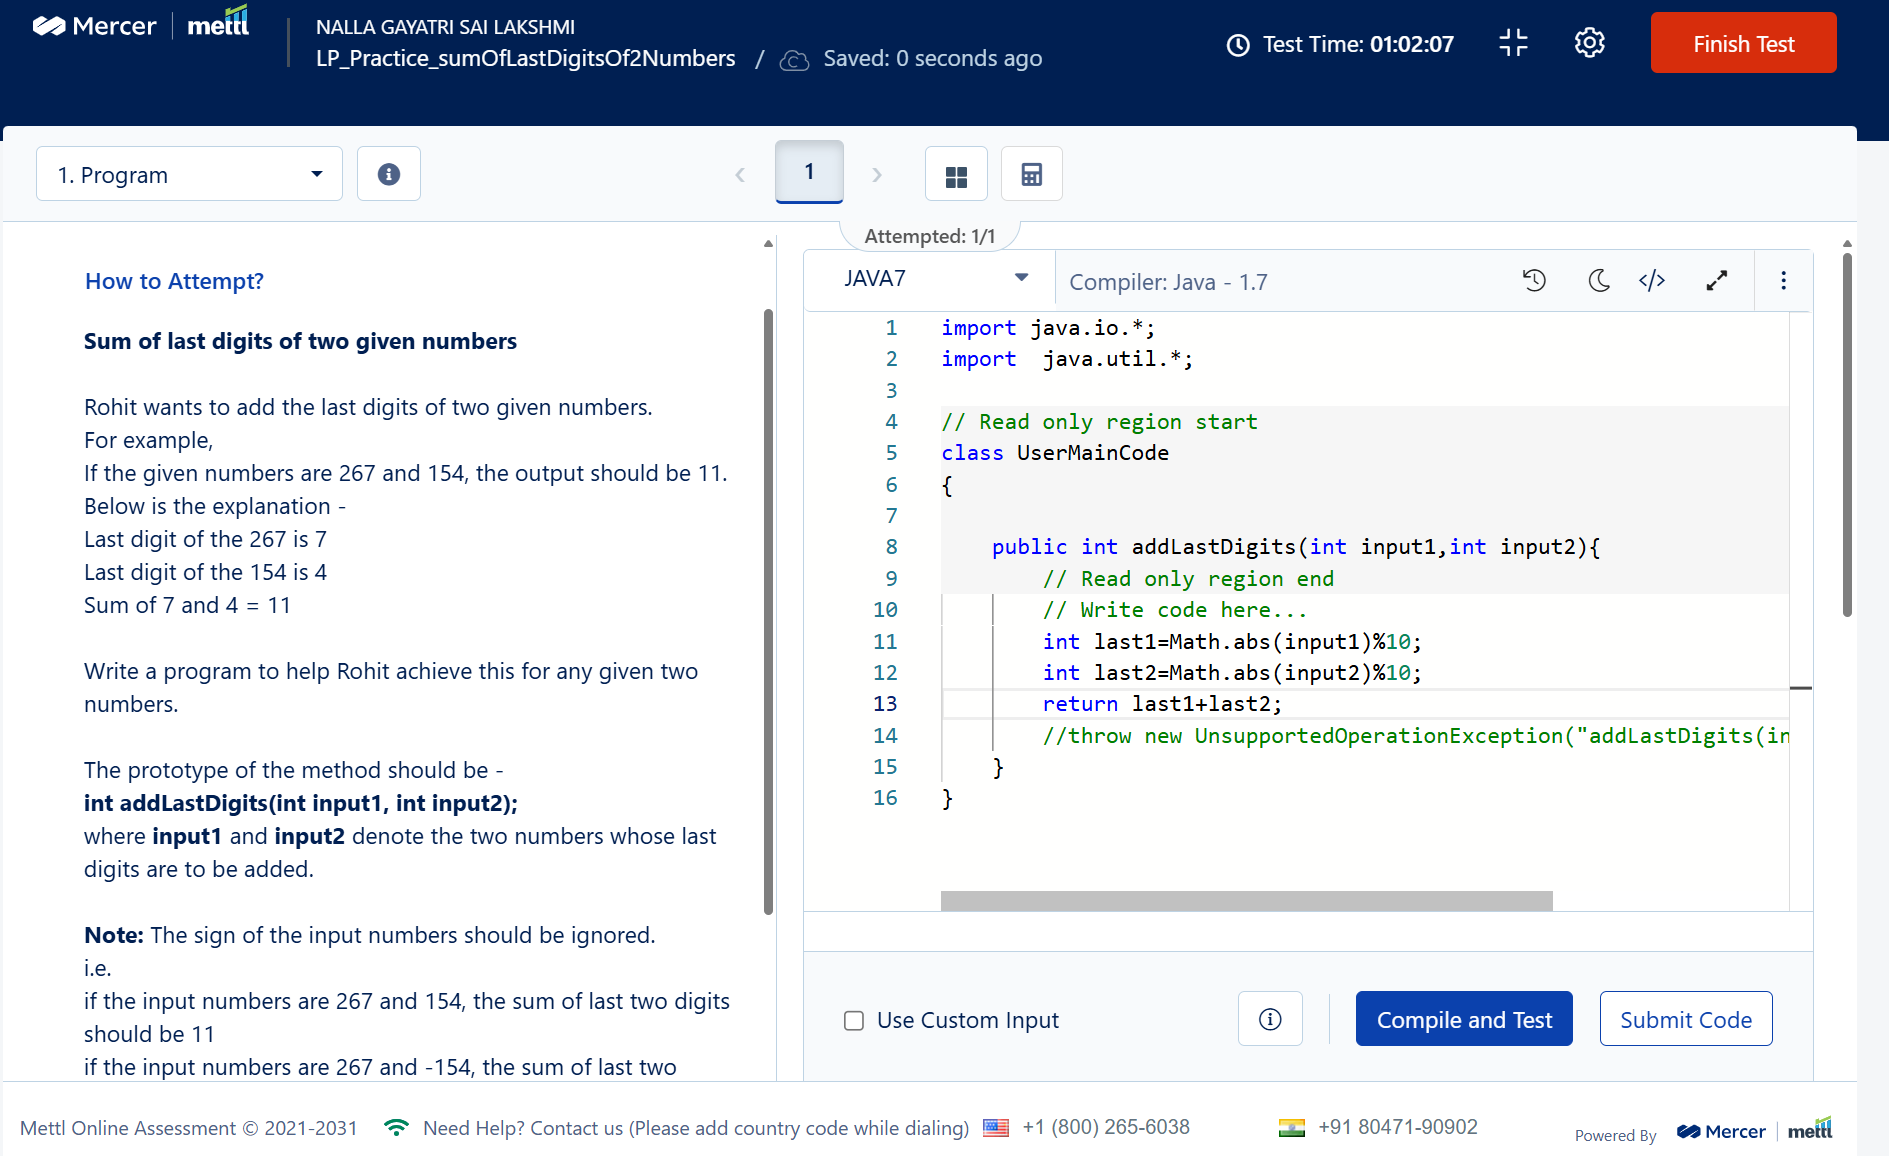 Mercer mettl
NALLA GAYATRI SAI LAKSHMI
LP_Practice_sumOfLastDigitsOf2Numbers / Saved: 0 seconds ago
Test Time: 01:02:07
Finish Test
1. Program
1
Attempted: 1/1
How to Attempt?
Sum of last digits of two given numbers
Rohit wants to add the last digits of two given numbers.
For example,
If the given numbers are 267 and 154, the output should be 11.
Below is the explanation -
Last digit of the 267 is 7
Last digit of the 154 is 4
Sum of 7 and 4 = 11
Write a program to help Rohit achieve this for any given two
numbers.
The prototype of the method should be -
int addLastDigits(int input1, int input2);
where input1 and input2 denote the two numbers whose last
digits are to be added.
Note: The sign of the input numbers should be ignored.
i.e.
if the input numbers are 267 and 154, the sum of last two digits
should be 11
if the input numbers are 267 and -154, the sum of last two
JAVA7
Compiler: Java - 1.7
1 import java.io.*;
2 import  java.util.*;
3
4 // Read only region start
5 class UserMainCode
6 {
7
8     public int addLastDigits(int input1,int input2){
9         // Read only region end
10         // Write code here...
11         int last1=Math.abs(input1)%10;
12         int last2=Math.abs(input2)%10;
13         return last1+last2;
14         //throw new UnsupportedOperationException("addLastDigits(in
15     }
16 }
Use Custom Input
Compile and Test
Submit Code
Mettl Online Assessment © 2021-2031
Need Help? Contact us (Please add country code while dialing)
+1 (800) 265-6038
+91 80471-90902
Powered By
Mercer mettl